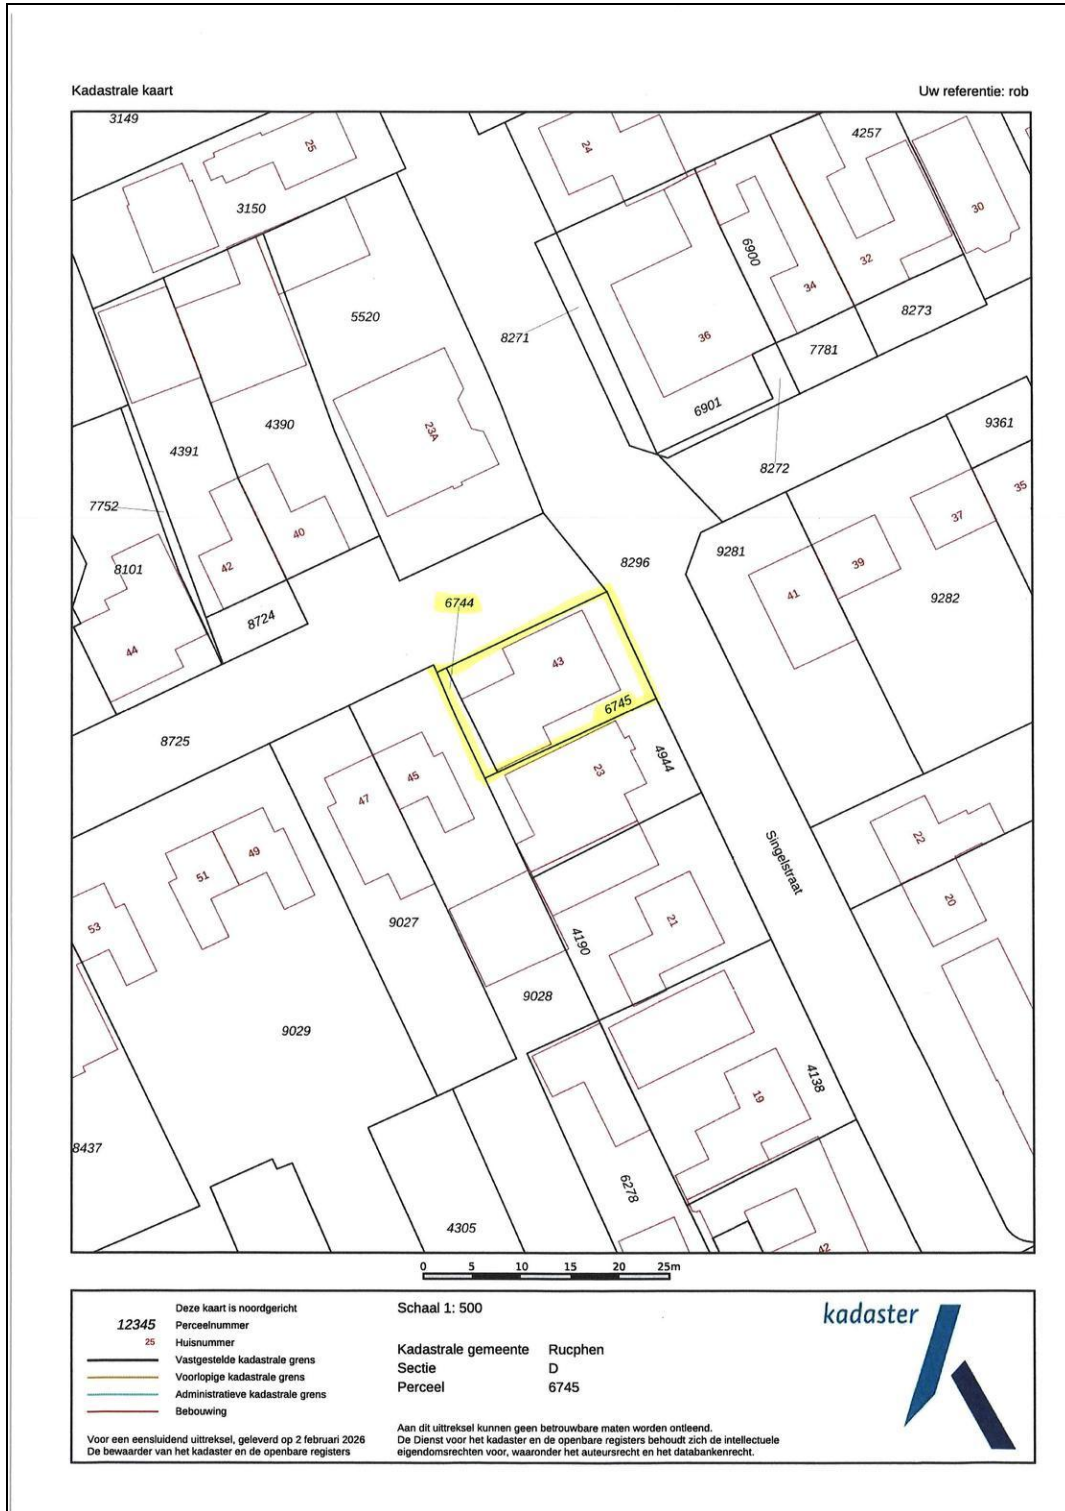 Kadastrale kaart
Uw referentie: rob
3149
25
3150
24
4257
30
6900
32
34
8273
5520
8271
36
7781
6901
4390
23A
4391
9361
8272
35
7752
37
40
8101
42
8296
9281
39
41
9282
6744
8724
44
43
6745
8725
4944
23
45
47
22
Singelstraat
49
51
20
53
9027
21
4190
9028
9029
4138
19
8437
6278
4305
42
0 5 10 15 20 25m
Deze kaart is noordgericht
12345 Perceelnummer
25 Huisnummer
Vastgestelde kadastrale grens
Voorlopige kadastrale grens
Administratieve kadastrale grens
Bebouwing
Voor een eensluidend uittreksel, geleverd op 2 februari 2026
De bewaarder van het kadaster en de openbare registers
Schaal 1: 500
Kadastrale gemeente Rucphen
Sectie D
Perceel 6745
Aan dit uittreksel kunnen geen betrouwbare maten worden ontleend.
De Dienst voor het kadaster en de openbare registers behoudt zich de intellectuele
eigendomsrechten voor, waaronder het auteursrecht en het databankenrecht.
kadaster